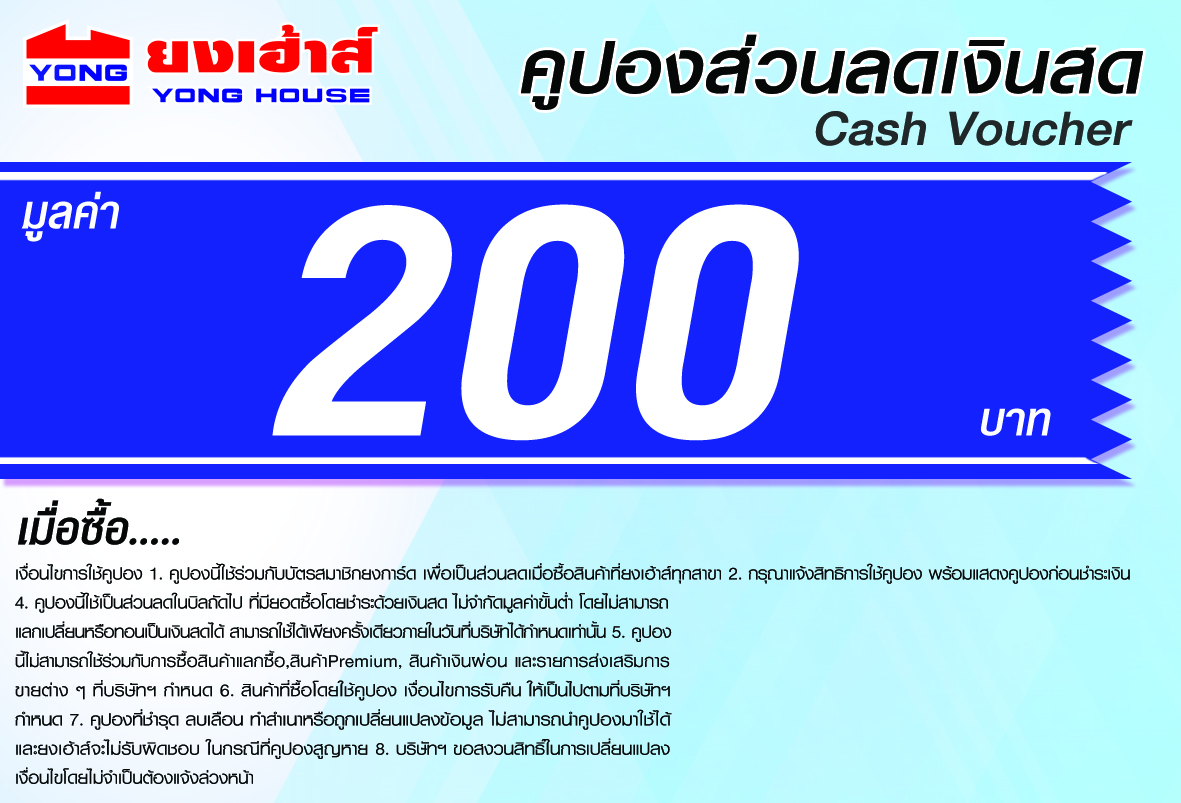 YONG
ยงเฮ้าส์
YONG HOUSE
คูปองส่วนลดเงินสด
Cash Voucher
มูลค่า
200
บาท
เมื่อซื้อ.....
เงื่อนไขการใช้คูปอง 1. คูปองนี้ใช้ร่วมกับบัตรสมาชิกยงการ์ด เพื่อเป็นส่วนลดเมื่อซื้อสินค้าที่ยงเฮ้าส์ทุกสาขา 2. กรุณาแจ้งสิทธิการใช้คูปอง พร้อมแสดงคูปองก่อนชำระเงิน
4. คูปองนี้ใช้เป็นส่วนลดในบิลถัดไป ที่มียอดซื้อโดยชำระด้วยเงินสด ไม่จำกัดมูลค่าขั้นต่ำ โดยไม่สามารถ
แลกเปลี่ยนหรือทอนเป็นเงินสดได้ สามารถใช้ได้เพียงครั้งเดียวภายในวันที่บริษัทได้กำหนดเท่านั้น 5. คูปอง
นี้ไม่สามารถใช้ร่วมกับการซื้อสินค้าแลกซื้อ,สินค้าPremium, สินค้าเงินผ่อน และรายการส่งเสริมการ
ขายต่าง ๆ ที่บริษัทฯ กำหนด 6. สินค้าที่ซื้อโดยใช้คูปอง เงื่อนไขการรับคืน ให้เป็นไปตามที่บริษัทฯ
กำหนด 7. คูปองที่ชำรุด ลบเลือน ทำสำเนาหรือถูกเปลี่ยนแปลงข้อมูล ไม่สามารถนำคูปองมาใช้ได้
และยงเฮ้าส์จะไม่รับผิดชอบ ในกรณีที่คูปองสูญหาย 8. บริษัทฯ ขอสงวนสิทธิ์ในการเปลี่ยนแปลง
เงื่อนไขโดยไม่จำเป็นต้องแจ้งล่วงหน้า